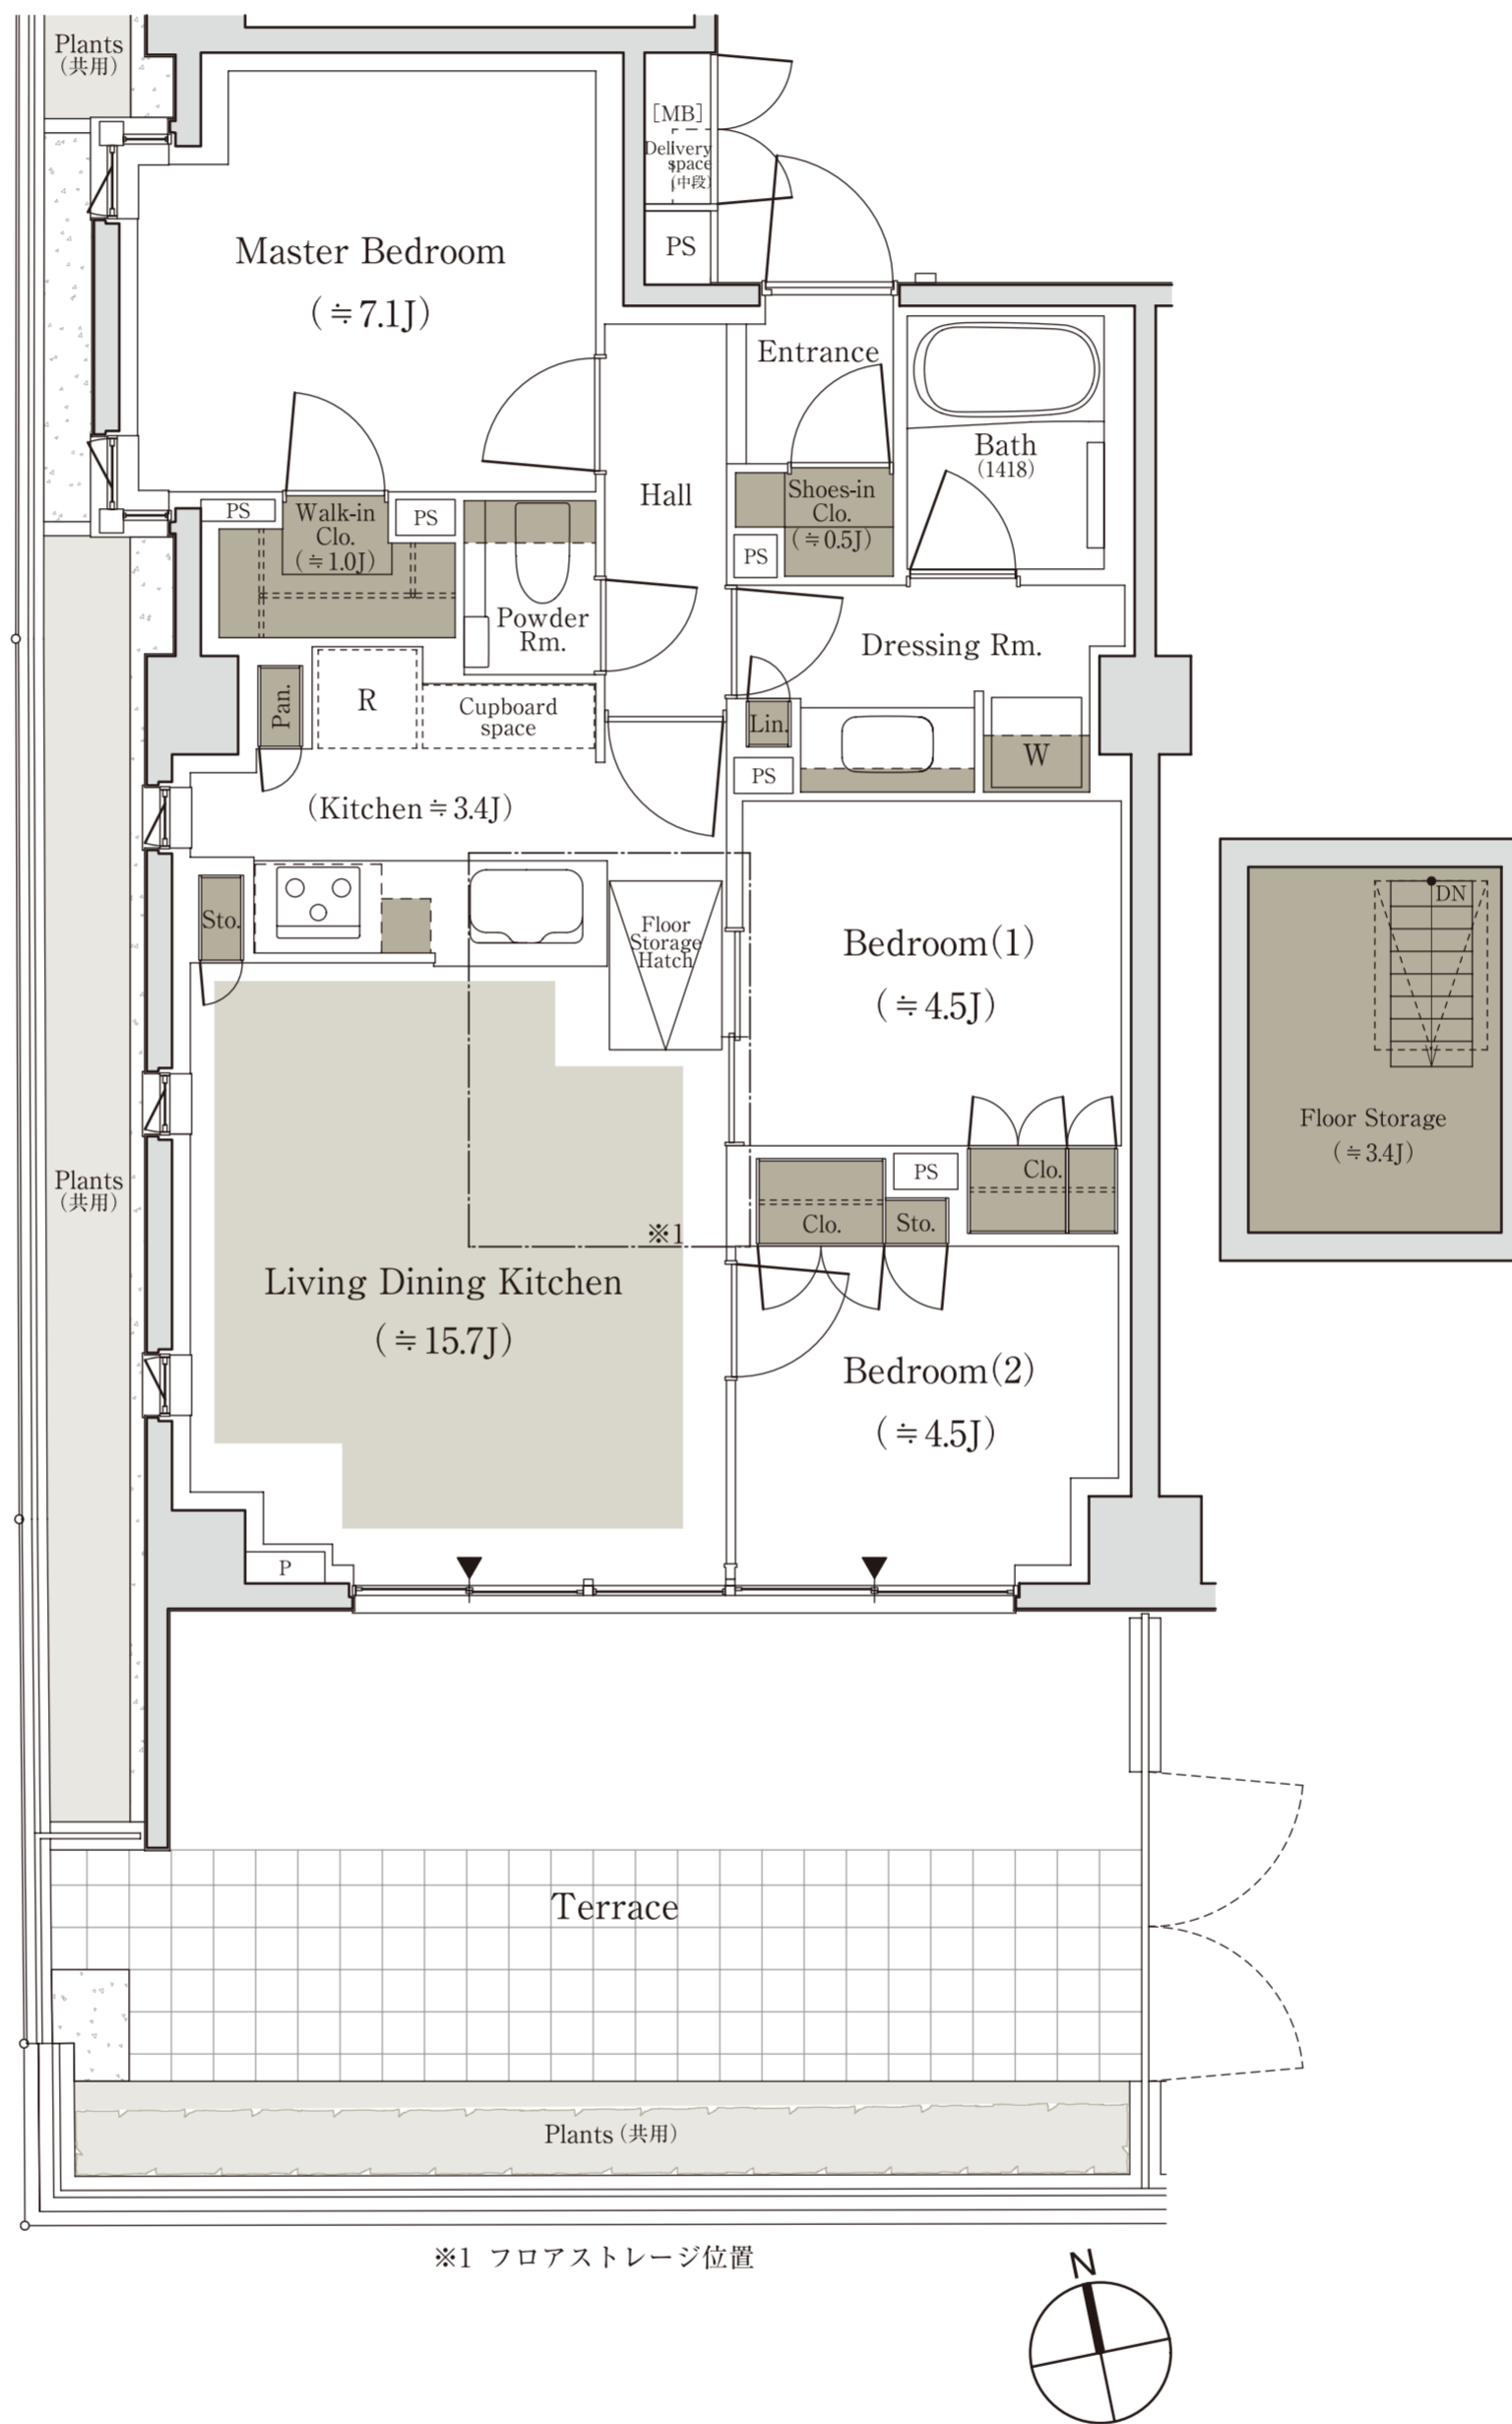 Plants
（共用）
[MB]
Delivery
space
（中段）
PS
Master Bedroom
（≒7.1J）
Entrance
Bath
（1418）
Hall
PS
Walk-in
Clo.
（≒1.0J）
PS
Shoes-in
Clo.
（≒0.5J）
PS
Powder
Rm.
Dressing Rm.
Pan.
R
Cupboard
space
Lin.
W
PS
（Kitchen≒3.4J）
Sto.
Floor
Storage
Hatch
Bedroom（1）
（≒4.5J）
DN
Floor Storage
（≒3.4J）
Plants
（共用）
PS
Clo.
Clo.
Sto.
※1
Living Dining Kitchen
（≒15.7J）
Bedroom（2）
（≒4.5J）
P
Terrace
Plants（共用）
※1 フロアストレージ位置
N